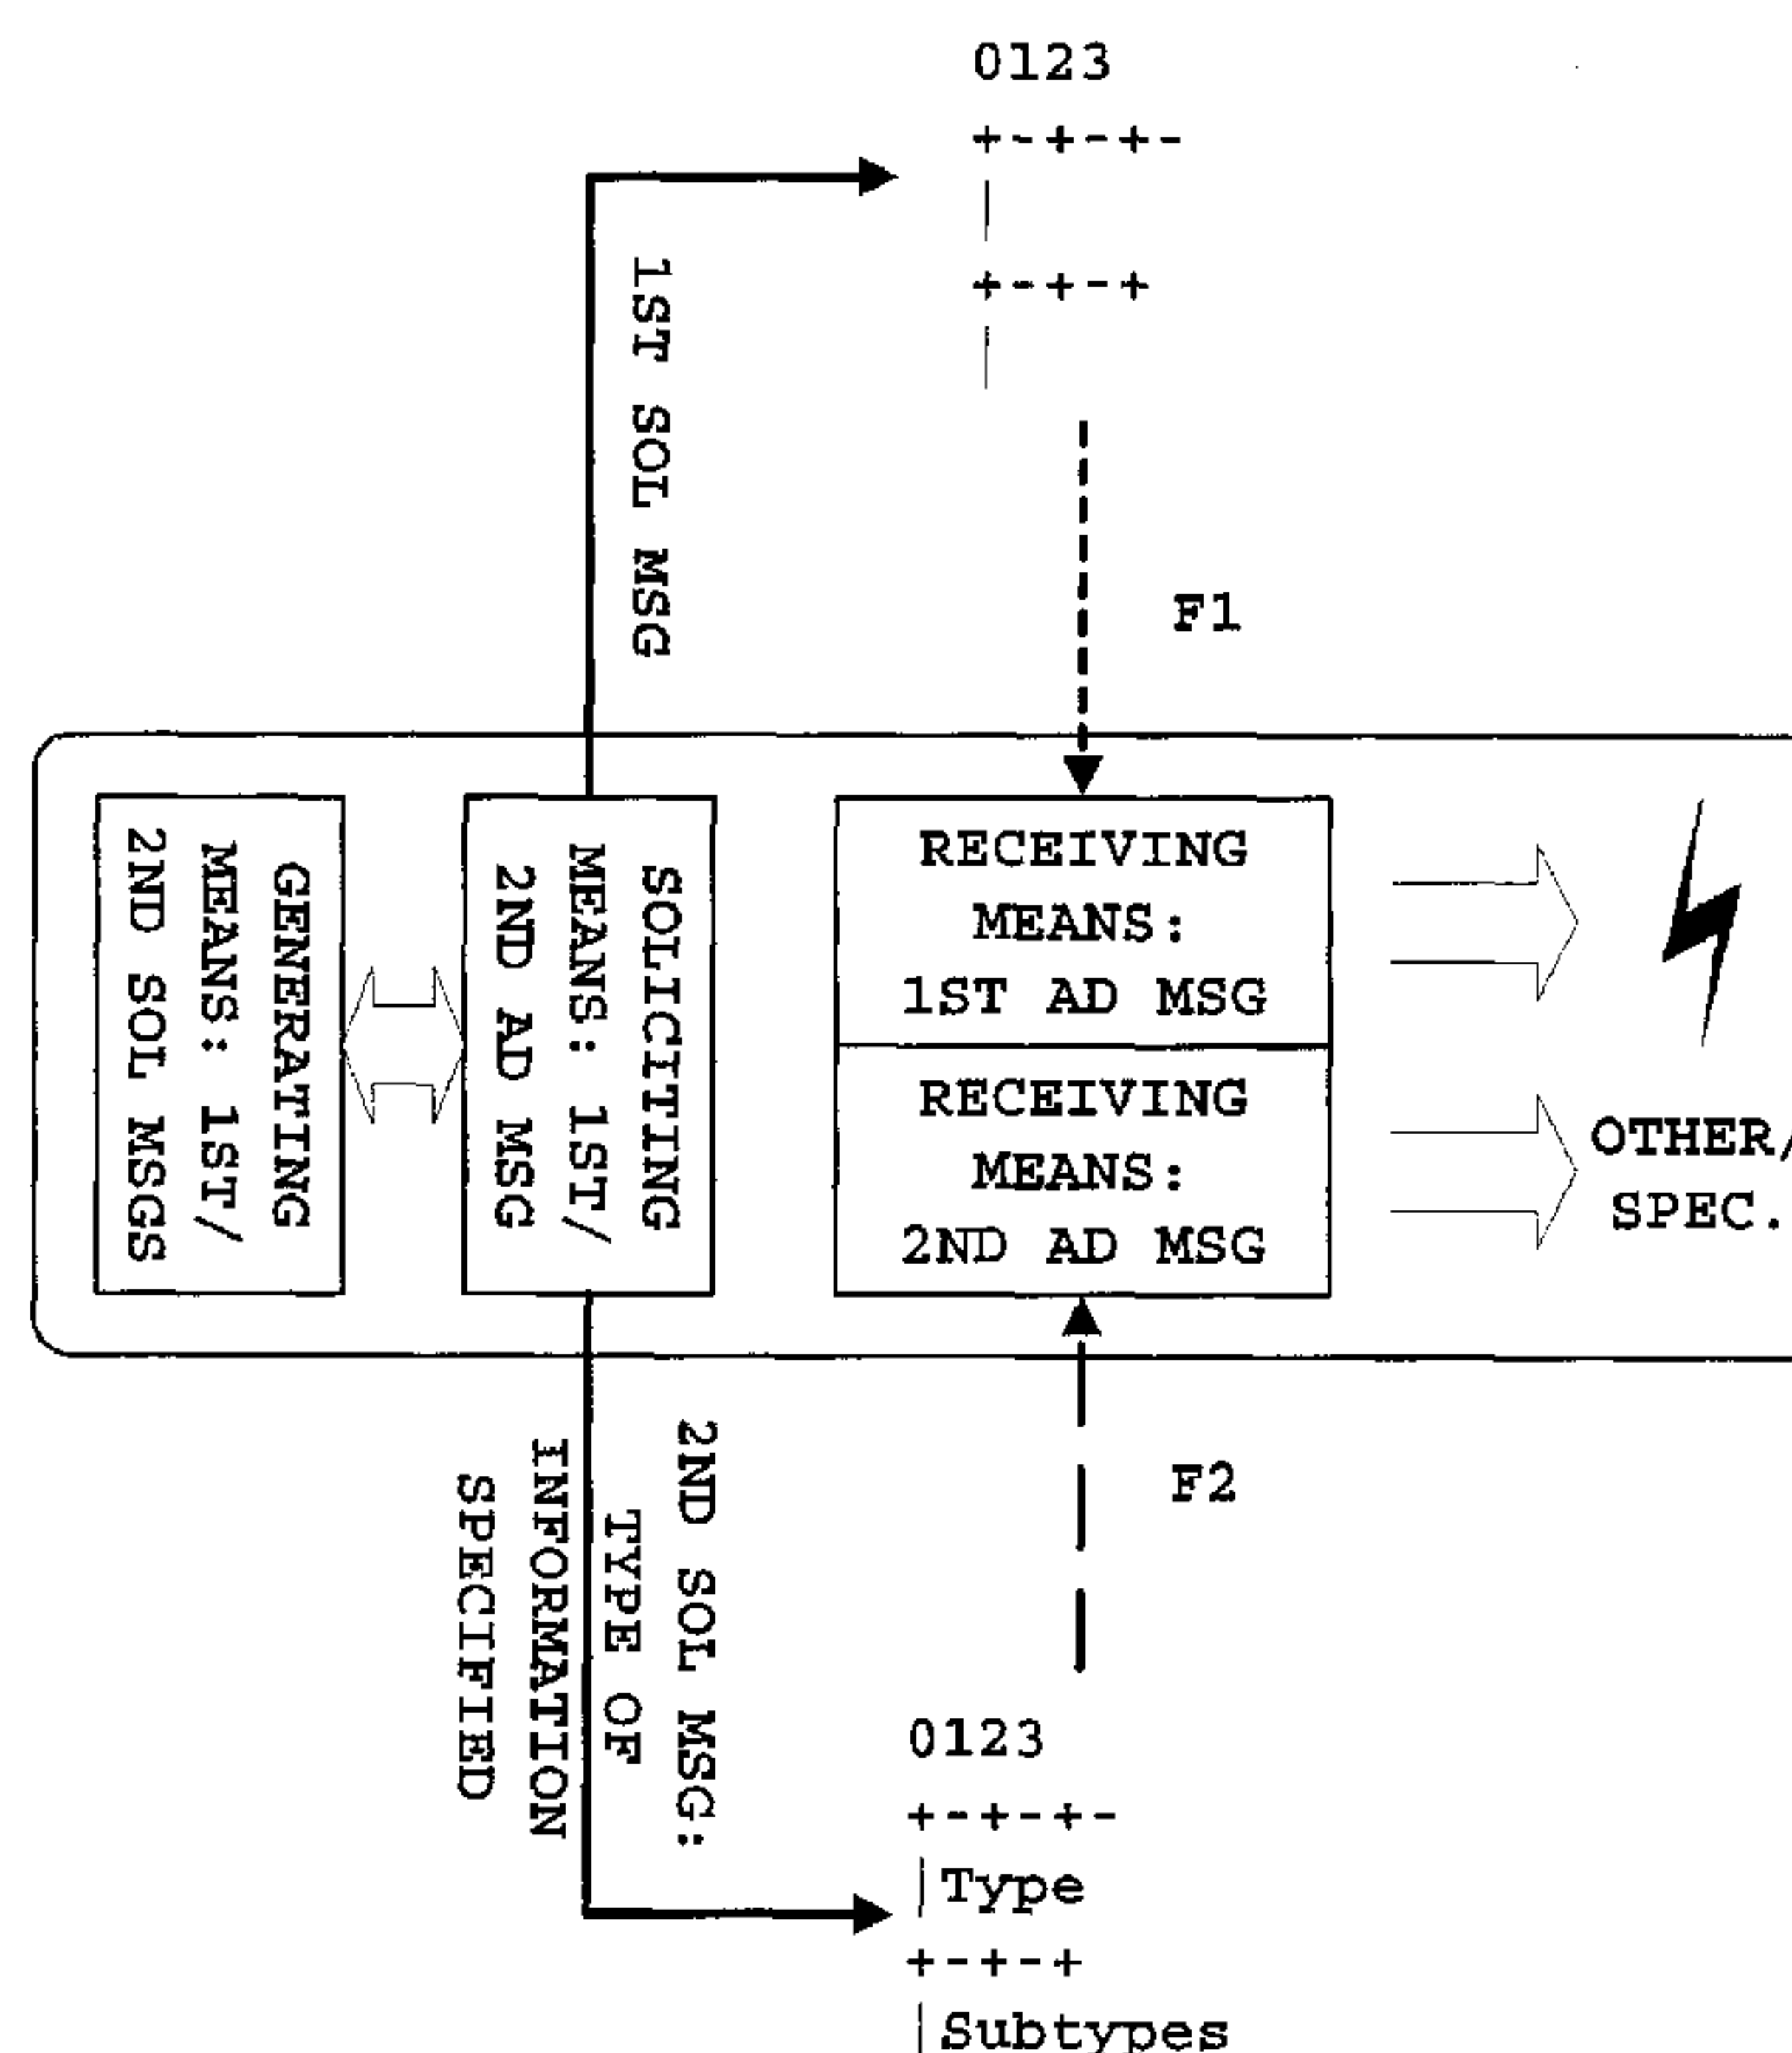 0123
+-+-+-
|
+-+-+
|
1ST SOL MSG
F1
GENERATING
MEANS: 1ST/
2ND SOL MSGS
SOLICITING
MEANS: 1ST/
2ND AD MSG
RECEIVING
MEANS:
1ST AD MSG
RECEIVING
MEANS:
2ND AD MSG
OTHER/
SPEC.
2ND SOL MSG:
TYPE OF
INFORMATION
SPECIFIED
F2
0123
+-+-+-
|Type
+-+-+
|Subtypes